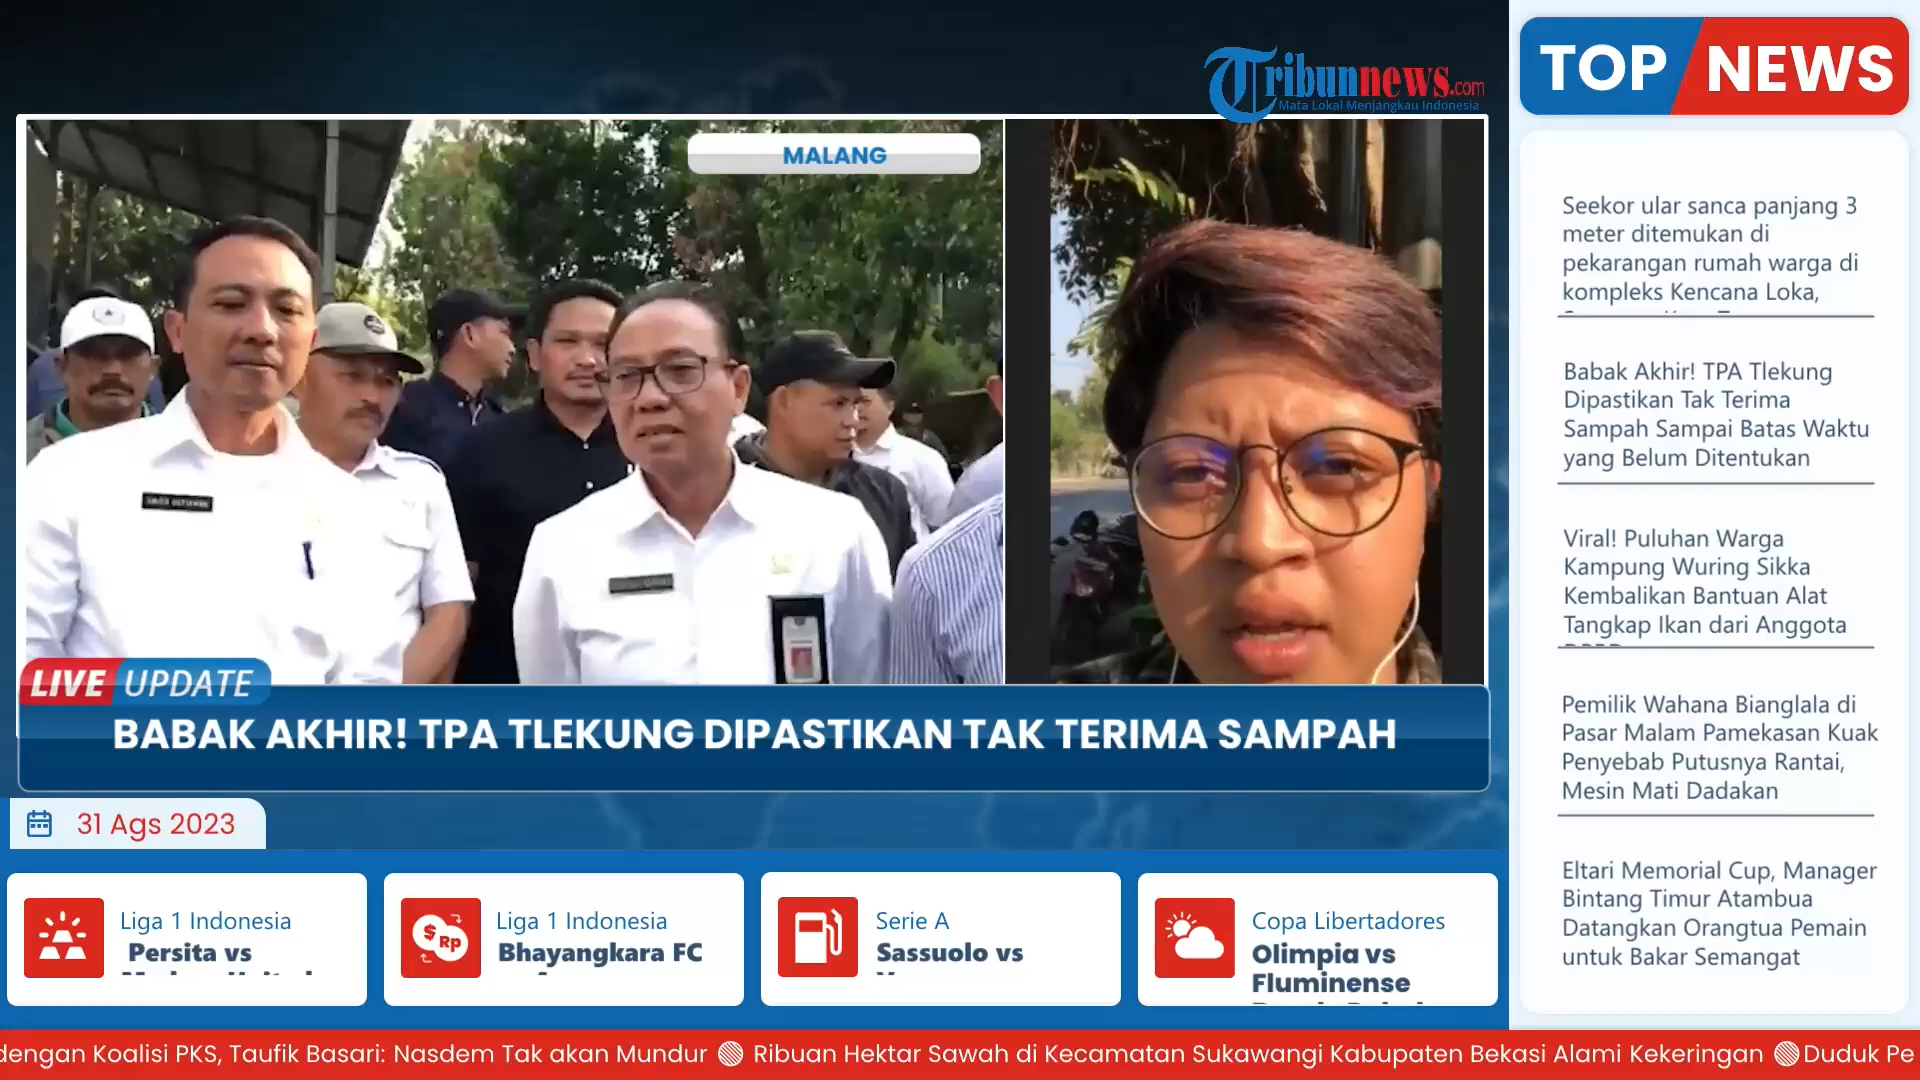 Tribunnews.com
Mata Lokal Menjangkau Indonesia
TOP NEWS
MALANG
LIVE UPDATE
BABAK AKHIR! TPA TLEKUNG DIPASTIKAN TAK TERIMA SAMPAH
31 Ags 2023
Liga 1 Indonesia
Persita vs
Liga 1 Indonesia
Bhayangkara FC
Serie A
Sassuolo vs
Copa Libertadores
Olimpia vs
Fluminense
Seekor ular sanca panjang 3
meter ditemukan di
pekarangan rumah warga di
kompleks Kencana Loka,
Babak Akhir! TPA Tlekung
Dipastikan Tak Terima
Sampah Sampai Batas Waktu
yang Belum Ditentukan
Viral! Puluhan Warga
Kampung Wuring Sikka
Kembalikan Bantuan Alat
Tangkap Ikan dari Anggota
Pemilik Wahana Bianglala di
Pasar Malam Pamekasan Kuak
Penyebab Putusnya Rantai,
Mesin Mati Dadakan
Eltari Memorial Cup, Manager
Bintang Timur Atambua
Datangkan Orangtua Pemain
untuk Bakar Semangat
dengan Koalisi PKS, Taufik Basari: Nasdem Tak akan Mundur Ribuan Hektar Sawah di Kecamatan Sukawangi Kabupaten Bekasi Alami Kekeringan Duduk Pe